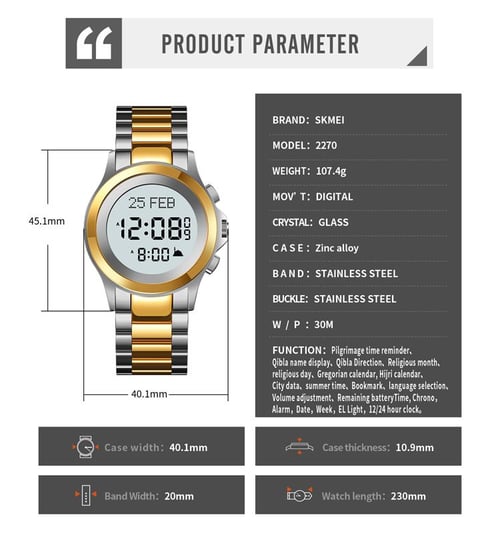 PRODUCT PARAMETER
BRAND: SKMEI
MODEL: 2270
WEIGHT: 107.4g
MOV'T: DIGITAL
CRYSTAL: GLASS
CASE: Zinc alloy
BAND: STAINLESS STEEL
BUCKLE: STAINLESS STEEL
W / P : 30M
FUNCTION: Pilgrimage time reminder、
Qibla name display、Qibla Direction、Religious month、
religious day、Gregorian calendar, Hijri calendar、
City data、summer time、Bookmark、language selection、
Volume adjustment、Remaining batteryTime, Chrono、
Alarm、Date、Week、EL Light、12/24 hour clock。
25 FEB
12:08 09
8:00
45.1mm
40.1mm
Case width: 40.1mm
Case thickness: 10.9mm
Band Width: 20mm
Watch length: 230mm